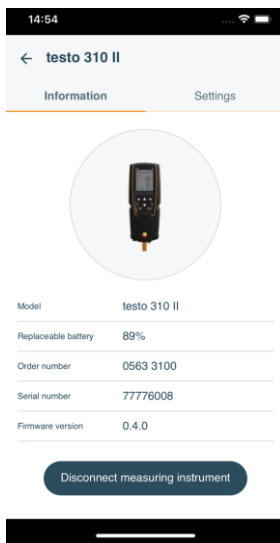 14:54
← testo 310 II
Information Settings
Model testo 310 II
Replaceable battery 89%
Order number 0563 3100
Serial number 77776008
Firmware version 0.4.0
Disconnect measuring instrument